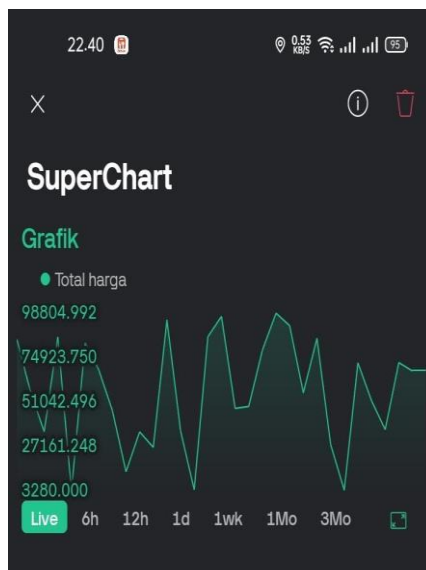 22.40 0.53 KB/S 95
SuperChart
Grafik
Total harga
98804.992
74923.750
51042.496
27161.248
3280.000
Live 6h 12h 1d 1wk 1Mo 3Mo